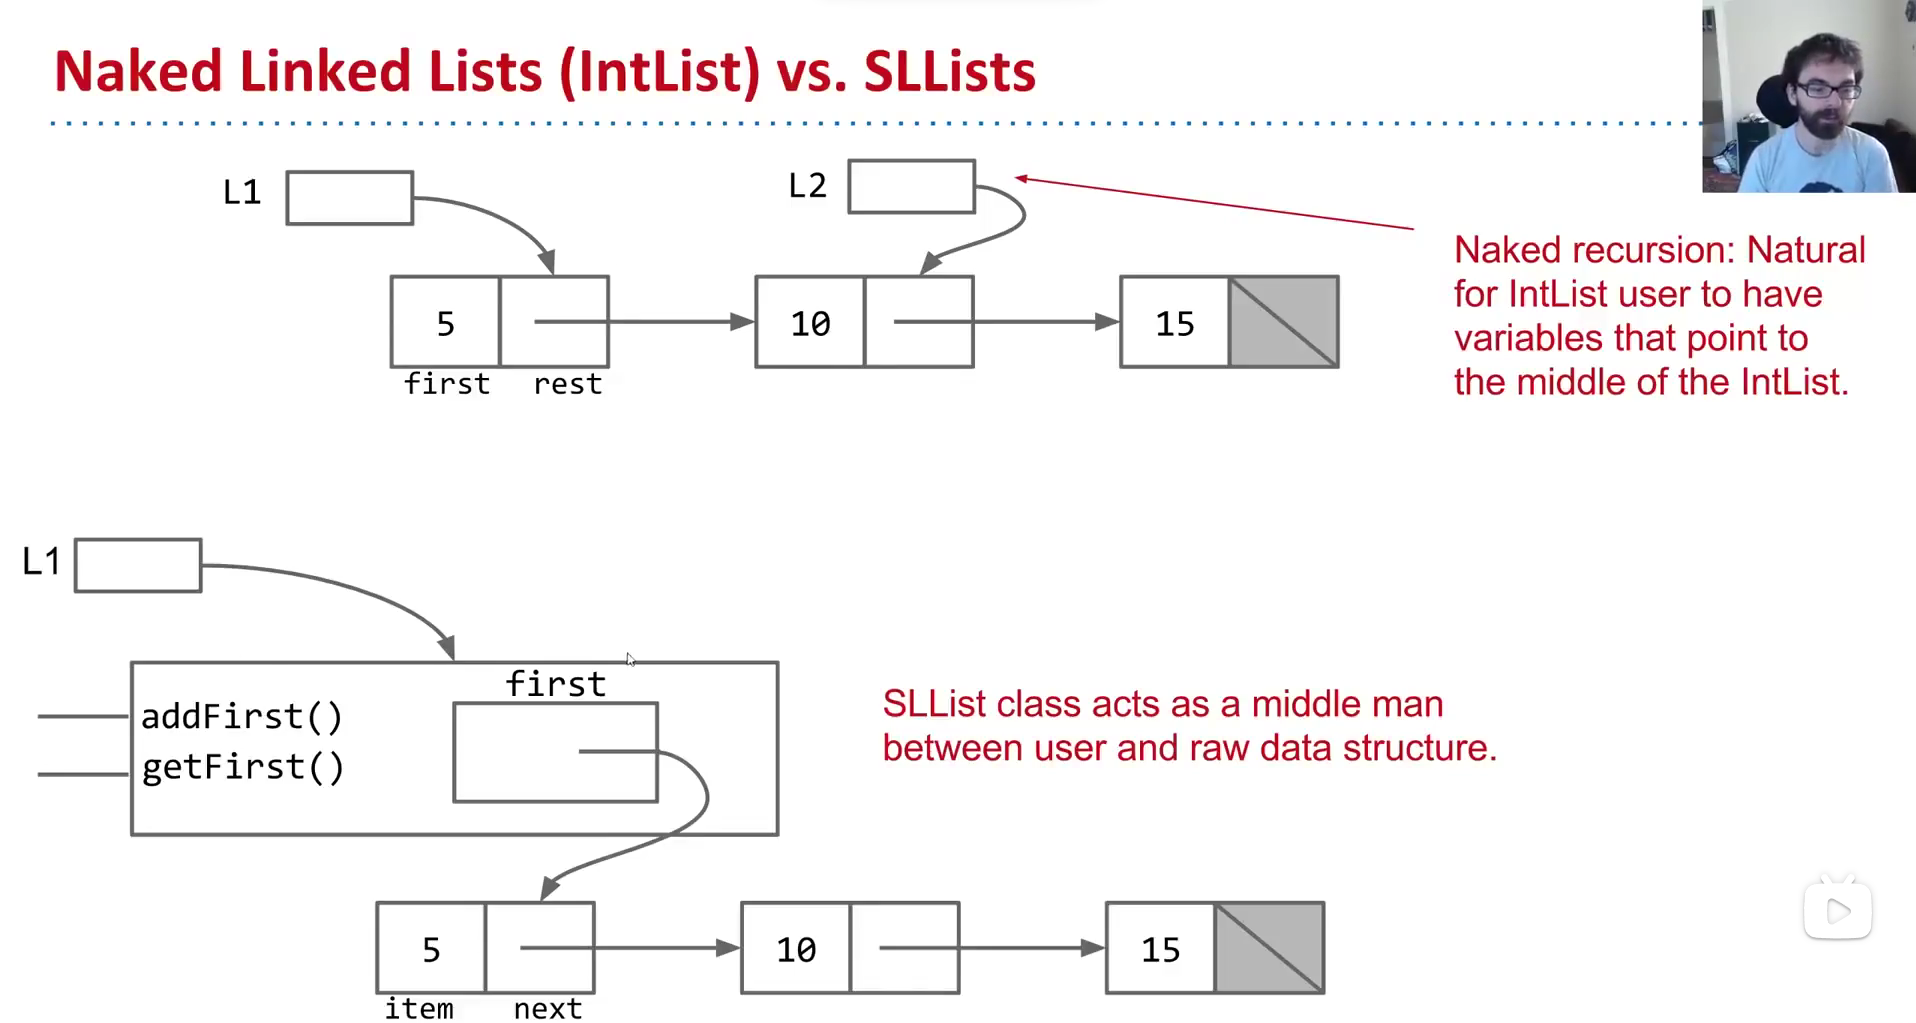 Naked Linked Lists (IntList) vs. SLLists
L1
L2
5
10
15
first
rest
Naked recursion: Natural
for IntList user to have
variables that point to
the middle of the IntList.
L1
first
addFirst()
getFirst()
SLList class acts as a middle man
between user and raw data structure.
5
10
15
item
next